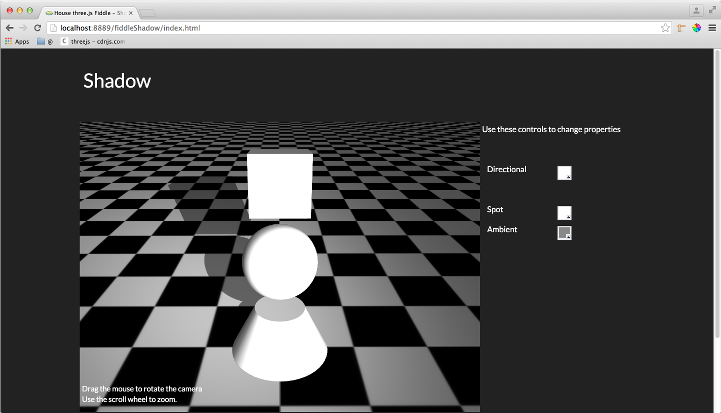 House three.js Fiddle – Sha
localhost:8889/fiddleShadow/index.html
Apps
@
C threejs – cdnjs.com
Shadow
Use these controls to change properties
Directional
Spot
Ambient
Drag the mouse to rotate the camera
Use the scroll wheel to zoom.